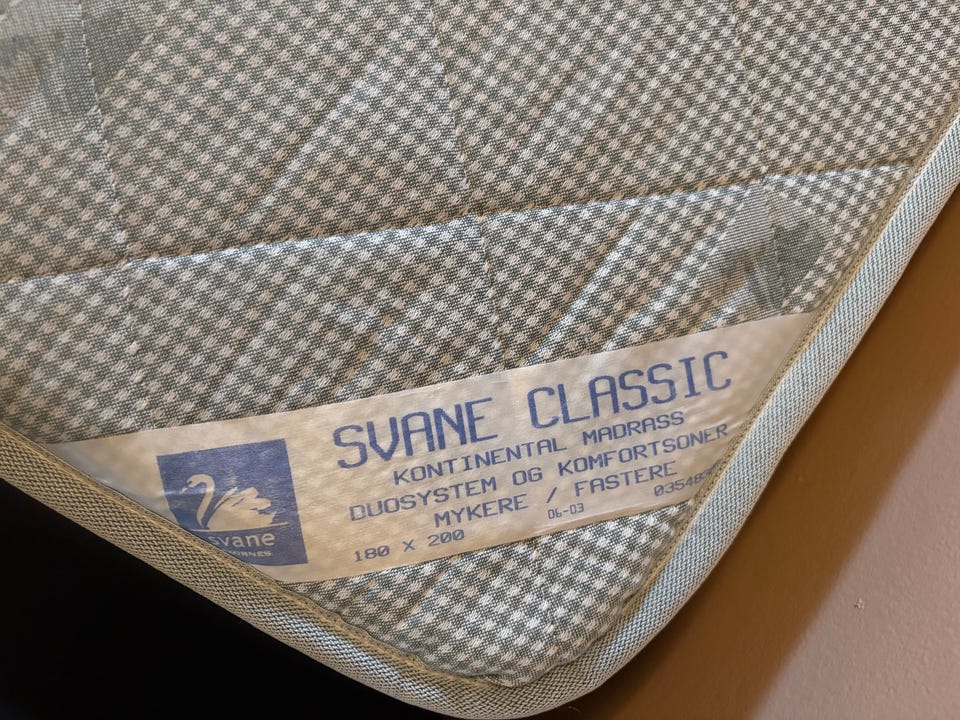 SVANE CLASSIC
KONTINENTAL MADRASS
DUOSYSTEM OG KOMFORTSONER
MYKERE / FASTERE
180 X 200
06-03
svane